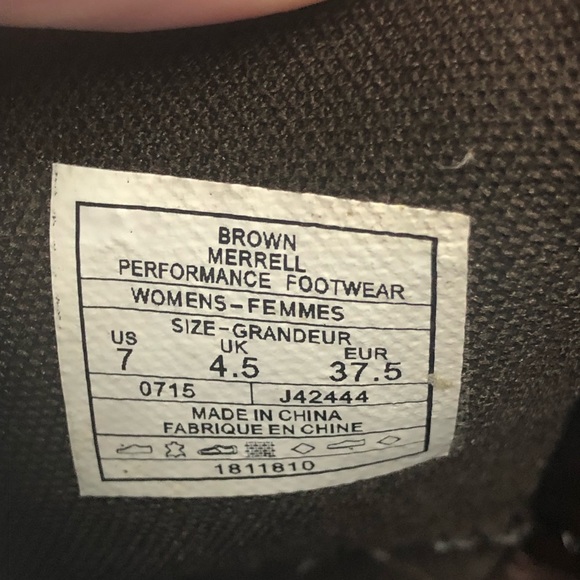 BROWN
MERRELL
PERFORMANCE FOOTWEAR
WOMENS-FEMMES
SIZE-GRANDEUR
US UK EUR
7 4.5 37.5
0715 J42444
MADE IN CHINA
FABRIQUE EN CHINE
1811810